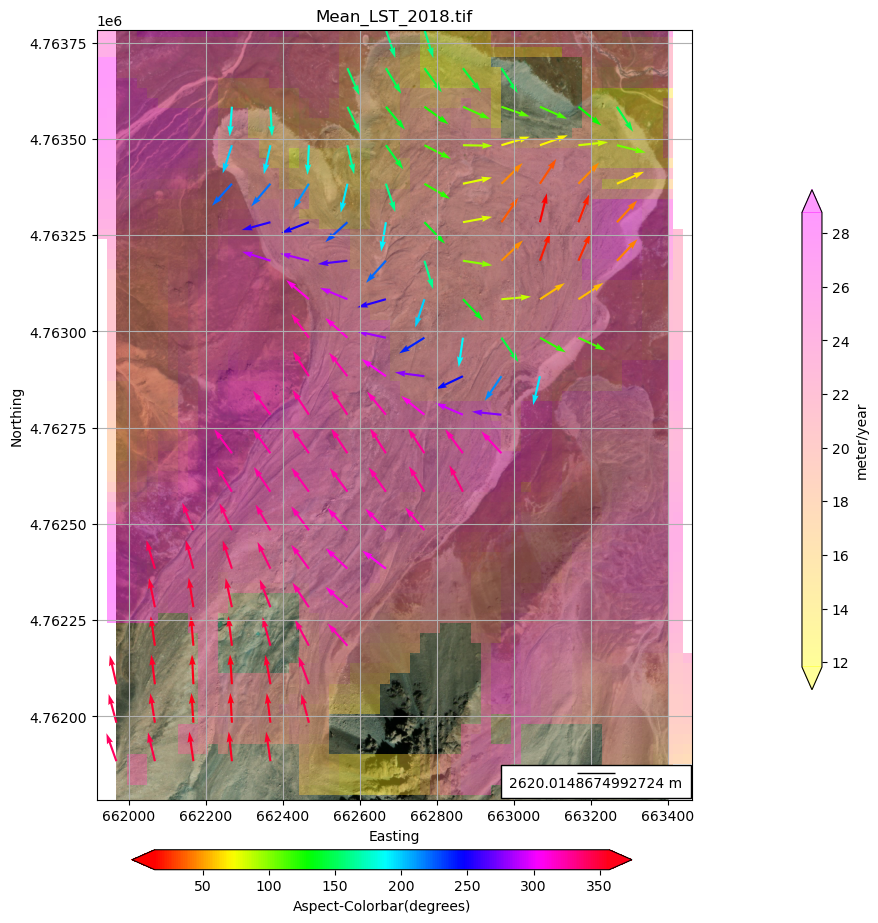 Mean_LST_2018.tif
1e6
4.76375
4.76350
4.76325
4.76300
4.76275
4.76250
4.76225
4.76200
Northing
28
26
24
22
20
18
16
14
12
meter/year
2620.0148674992724 m
662000 662200 662400 662600 662800 663000 663200 663400
Easting
50 100 150 200 250 300 350
Aspect-Colorbar(degrees)